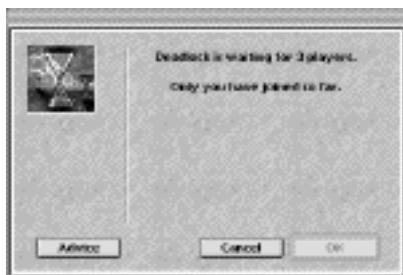 Deadlock is waiting for 3 players.
Only you have joined so far.
Advice
Cancel
OK